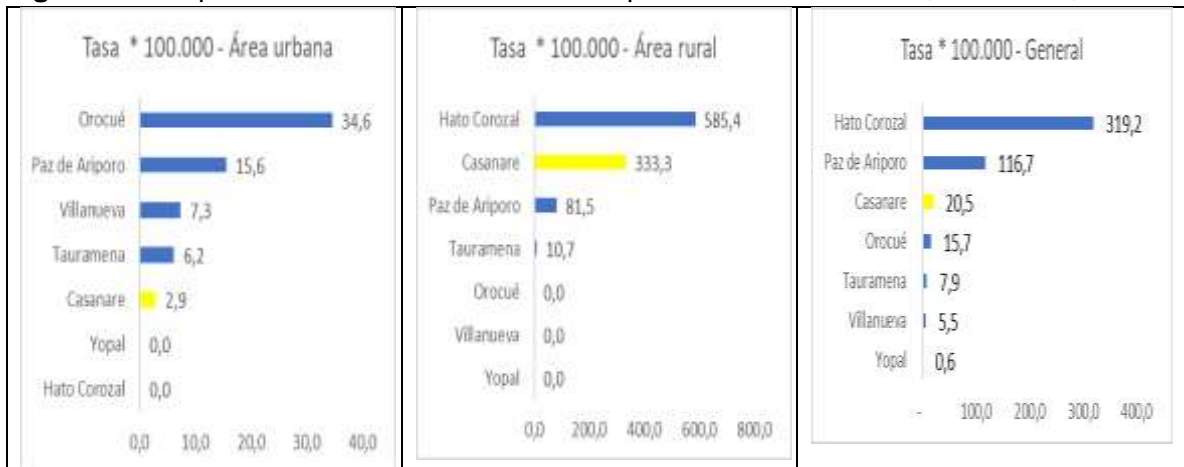 Tasa * 100.000 - Área urbana
Orocué 34,6
Paz de Ariporo 15,6
Villanueva 7,3
Tauramena 6,2
Casanare 2,9
Yopal 0,0
Hato Corozal 0,0
0,0 10,0 20,0 30,0 40,0
Tasa * 100.000 - Área rural
Hato Corozal 585,4
Casanare 333,3
Paz de Ariporo 81,5
Tauramena 10,7
Orocué 0,0
Villanueva 0,0
Yopal 0,0
0,0 200,0 400,0 600,0 800,0
Tasa * 100.000 - General
Hato Corozal 319,2
Paz de Ariporo 116,7
Casanare 20,5
Orocué 15,7
Tauramena 7,9
Villanueva 5,5
Yopal 0,6
- 100,0 200,0 300,0 400,0